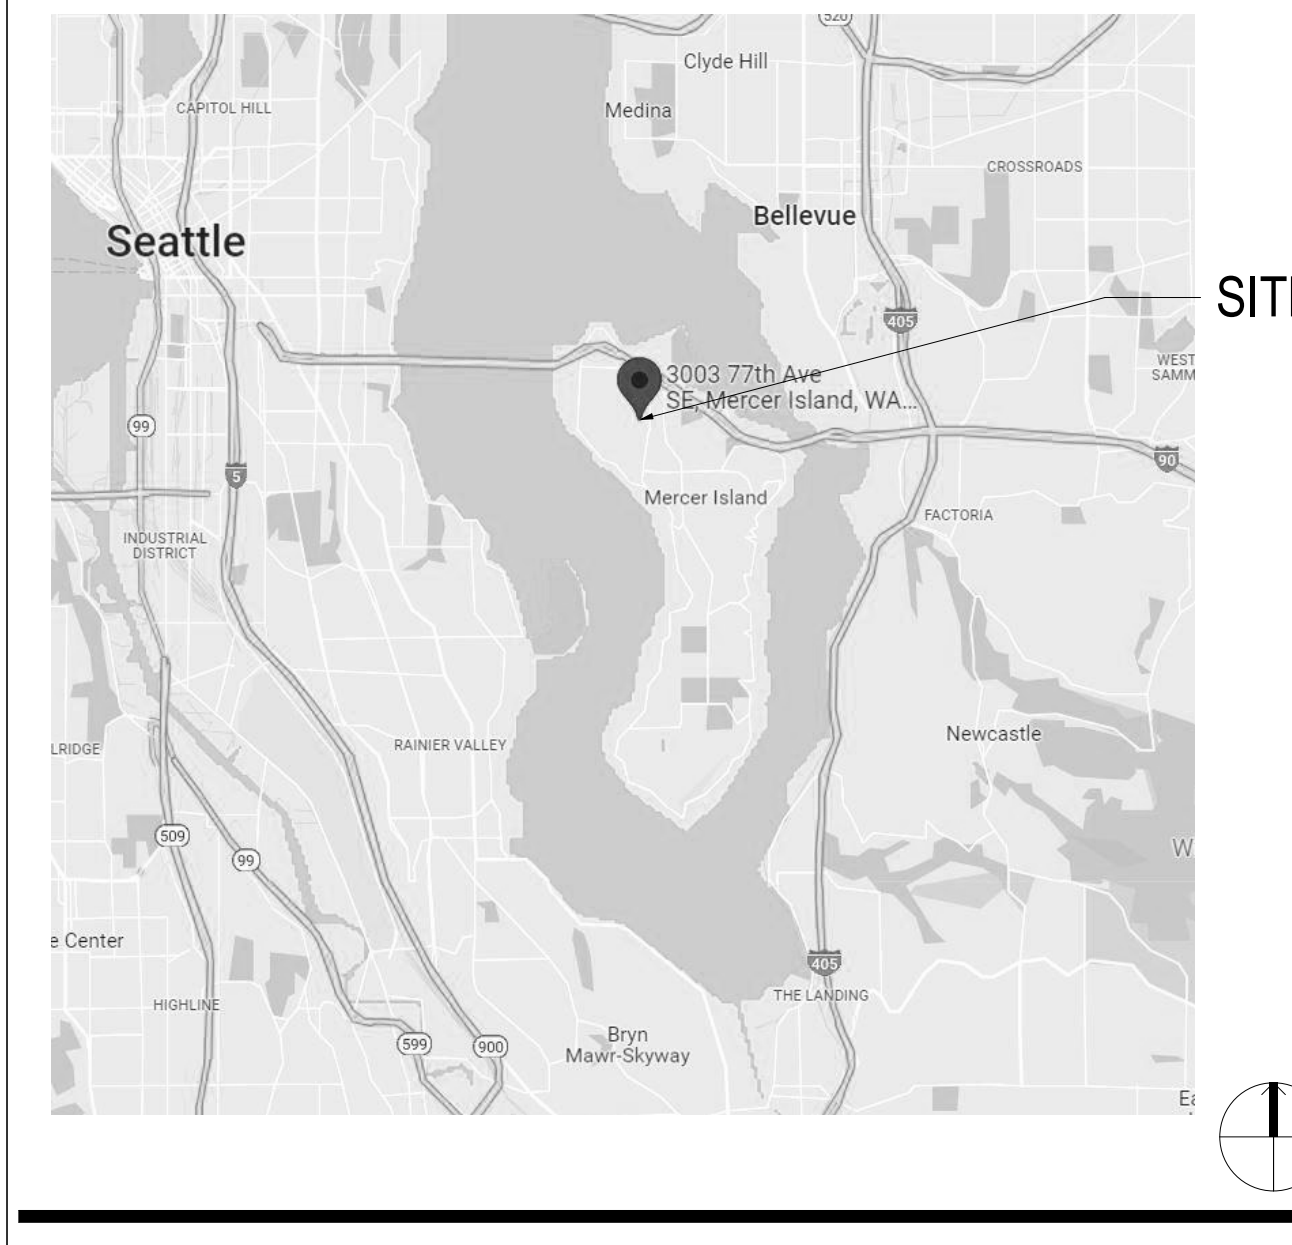 520
Clyde Hill
Medina
CAPITOL HILL
CROSSROADS
Bellevue
Seattle
SIT
405
WEST
SAMM
3003 77th Ave
SE, Mercer Island, WA...
99
5
90
Mercer Island
FACTORIA
INDUSTRIAL
DISTRICT
Newcastle
LRIDGE
RAINIER VALLEY
509
99
W
e Center
405
THE LANDING
HIGHLINE
Bryn
Mawr-Skyway
599
900
Ea